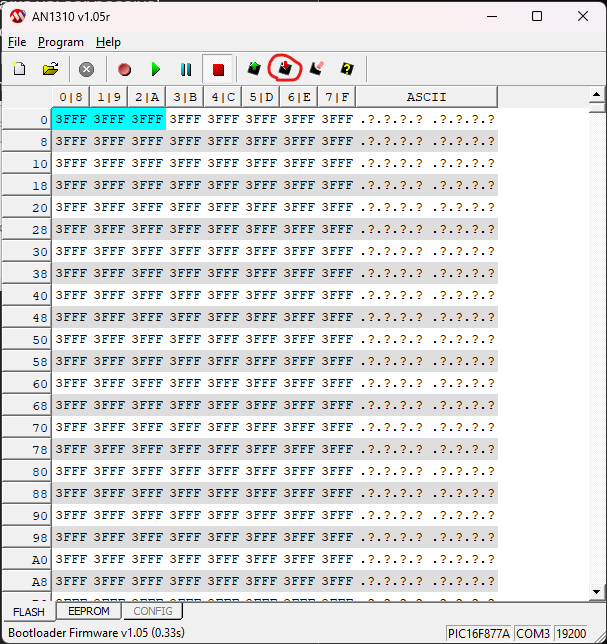 AN1310 v1.05r
File Program Help
0|8 1|9 2|A 3|B 4|C 5|D 6|E 7|F ASCII
0 3FFF 3FFF 3FFF 3FFF 3FFF 3FFF 3FFF 3FFF .?.?.?.? .?.?.?.?
8 3FFF 3FFF 3FFF 3FFF 3FFF 3FFF 3FFF 3FFF .?.?.?.? .?.?.?.?
10 3FFF 3FFF 3FFF 3FFF 3FFF 3FFF 3FFF 3FFF .?.?.?.? .?.?.?.?
18 3FFF 3FFF 3FFF 3FFF 3FFF 3FFF 3FFF 3FFF .?.?.?.? .?.?.?.?
20 3FFF 3FFF 3FFF 3FFF 3FFF 3FFF 3FFF 3FFF .?.?.?.? .?.?.?.?
28 3FFF 3FFF 3FFF 3FFF 3FFF 3FFF 3FFF 3FFF .?.?.?.? .?.?.?.?
30 3FFF 3FFF 3FFF 3FFF 3FFF 3FFF 3FFF 3FFF .?.?.?.? .?.?.?.?
38 3FFF 3FFF 3FFF 3FFF 3FFF 3FFF 3FFF 3FFF .?.?.?.? .?.?.?.?
40 3FFF 3FFF 3FFF 3FFF 3FFF 3FFF 3FFF 3FFF .?.?.?.? .?.?.?.?
48 3FFF 3FFF 3FFF 3FFF 3FFF 3FFF 3FFF 3FFF .?.?.?.? .?.?.?.?
50 3FFF 3FFF 3FFF 3FFF 3FFF 3FFF 3FFF 3FFF .?.?.?.? .?.?.?.?
58 3FFF 3FFF 3FFF 3FFF 3FFF 3FFF 3FFF 3FFF .?.?.?.? .?.?.?.?
60 3FFF 3FFF 3FFF 3FFF 3FFF 3FFF 3FFF 3FFF .?.?.?.? .?.?.?.?
68 3FFF 3FFF 3FFF 3FFF 3FFF 3FFF 3FFF 3FFF .?.?.?.? .?.?.?.?
70 3FFF 3FFF 3FFF 3FFF 3FFF 3FFF 3FFF 3FFF .?.?.?.? .?.?.?.?
78 3FFF 3FFF 3FFF 3FFF 3FFF 3FFF 3FFF 3FFF .?.?.?.? .?.?.?.?
80 3FFF 3FFF 3FFF 3FFF 3FFF 3FFF 3FFF 3FFF .?.?.?.? .?.?.?.?
88 3FFF 3FFF 3FFF 3FFF 3FFF 3FFF 3FFF 3FFF .?.?.?.? .?.?.?.?
90 3FFF 3FFF 3FFF 3FFF 3FFF 3FFF 3FFF 3FFF .?.?.?.? .?.?.?.?
98 3FFF 3FFF 3FFF 3FFF 3FFF 3FFF 3FFF 3FFF .?.?.?.? .?.?.?.?
A0 3FFF 3FFF 3FFF 3FFF 3FFF 3FFF 3FFF 3FFF .?.?.?.? .?.?.?.?
A8 3FFF 3FFF 3FFF 3FFF 3FFF 3FFF 3FFF 3FFF .?.?.?.? .?.?.?.?
FLASH EEPROM CONFIG
Bootloader Firmware v1.05 (0.33s) PIC16F877A COM3 19200